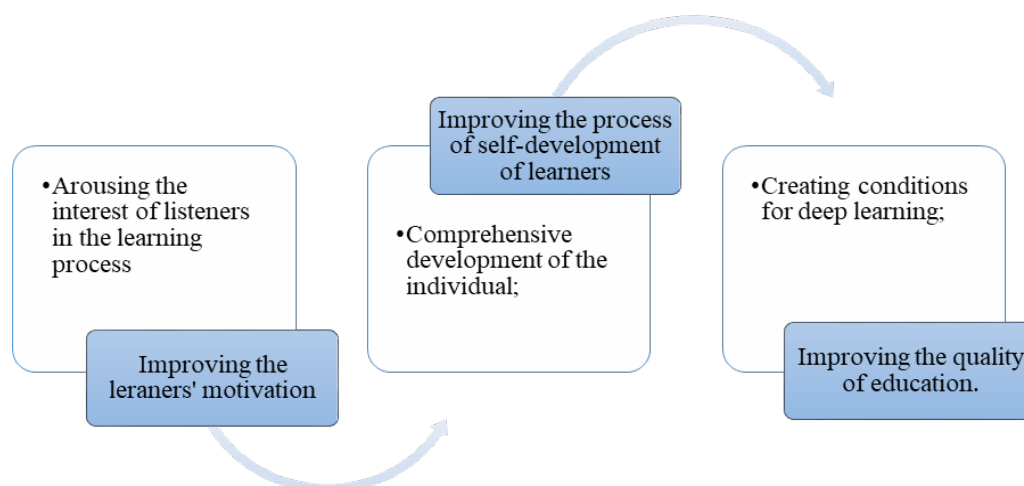 •Arousing the
interest of listeners
in the learning
process
Improving the
leraners' motivation
Improving the process
of self-development
of learners
•Comprehensive
development of the
individual;
•Creating conditions
for deep learning;
Improving the quality
of education.